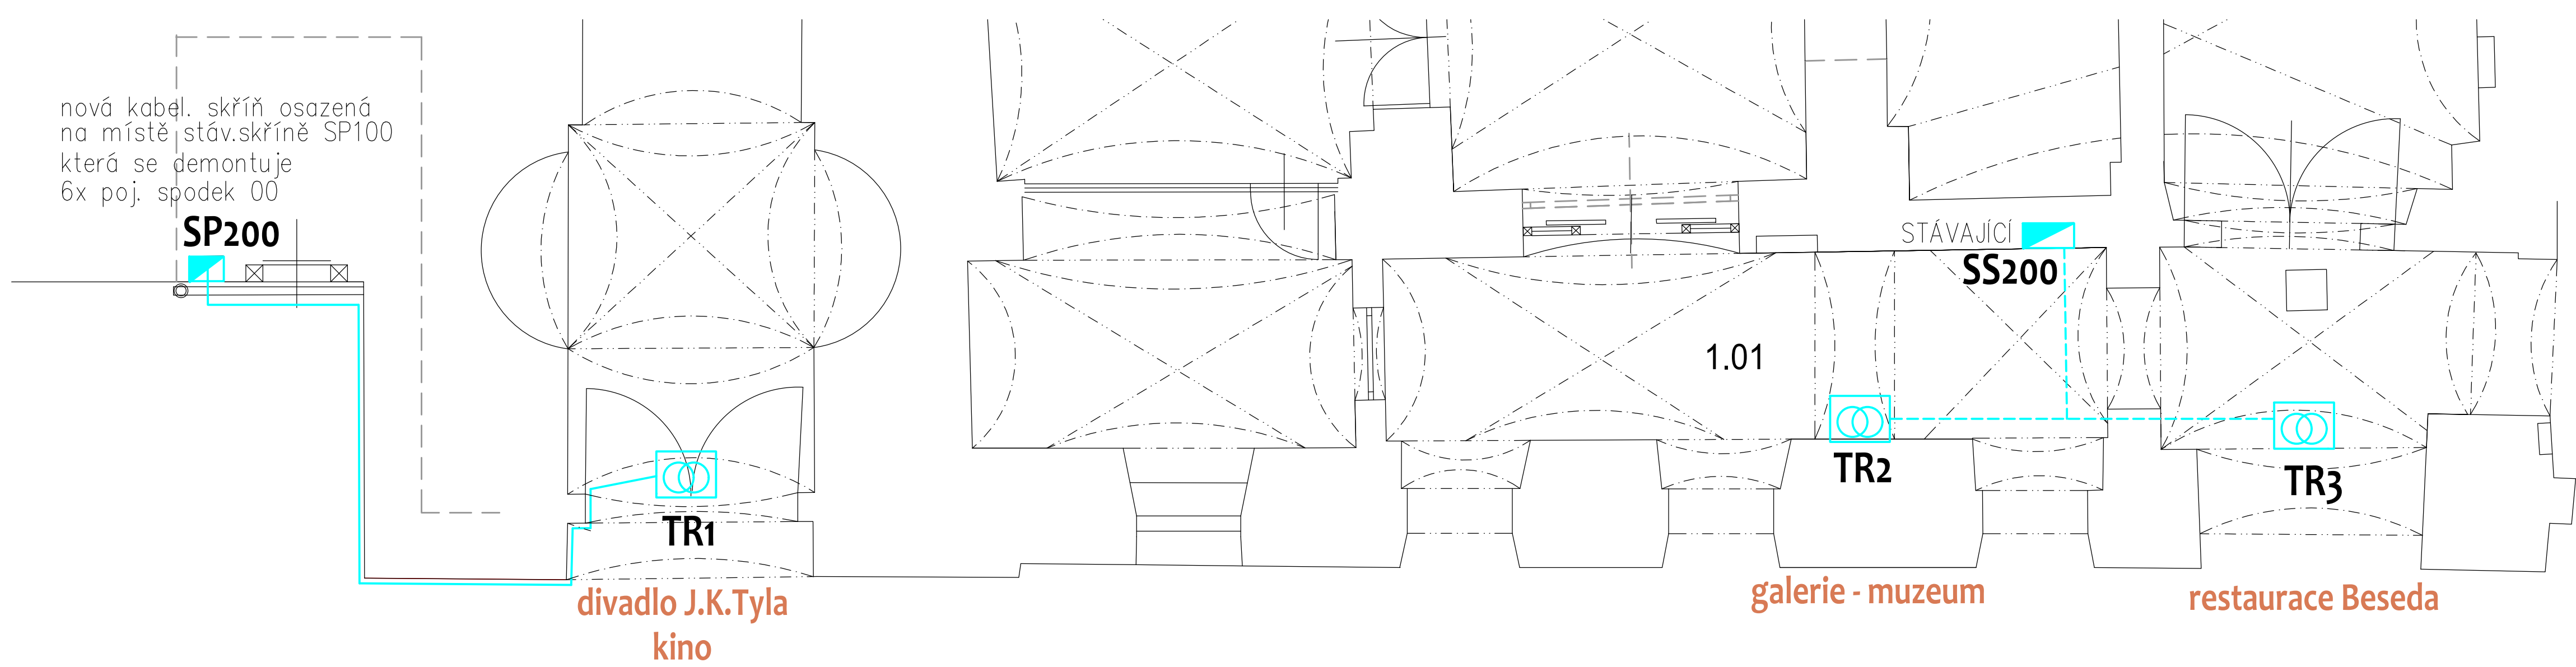 nová kabel. skříň osazená
na místě stáv.skříně SP100
která se demontuje
6x poj. spodek 00
SP200
STÁVAJÍCÍ
SS200
1.01
TR1
TR2
TR3
divadlo J.K.Tyla
kino
galerie - muzeum
restaurace Beseda